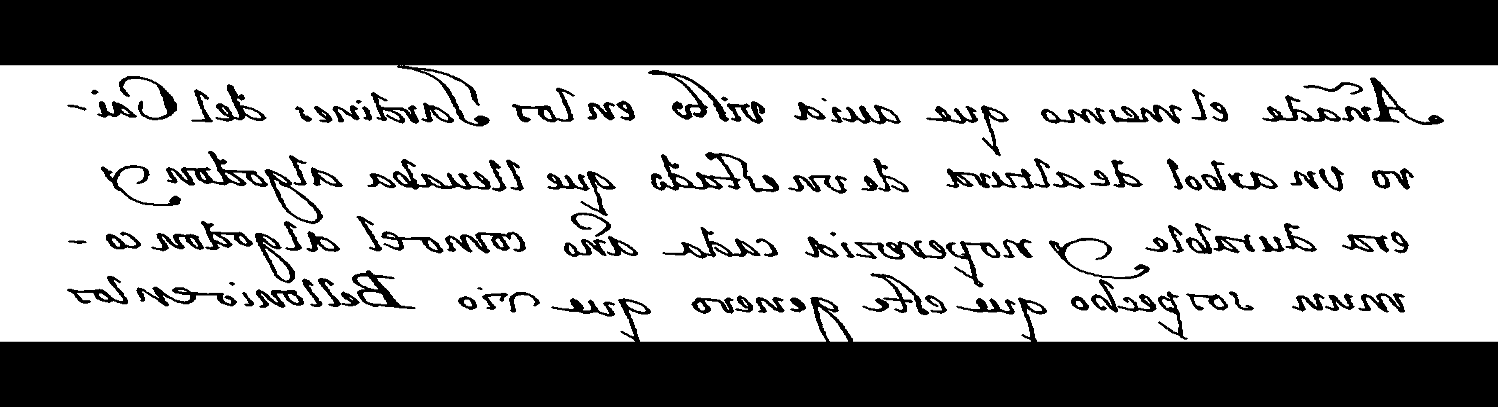 Añade el mesmo que auia visto en los Jardines del Cai-
ro vn arbol de altura de vn estado que lleuaba algodon y
era durable y no perezia cada año como el algodon co-
mun sospecho que este genero que vio Bellonio en los